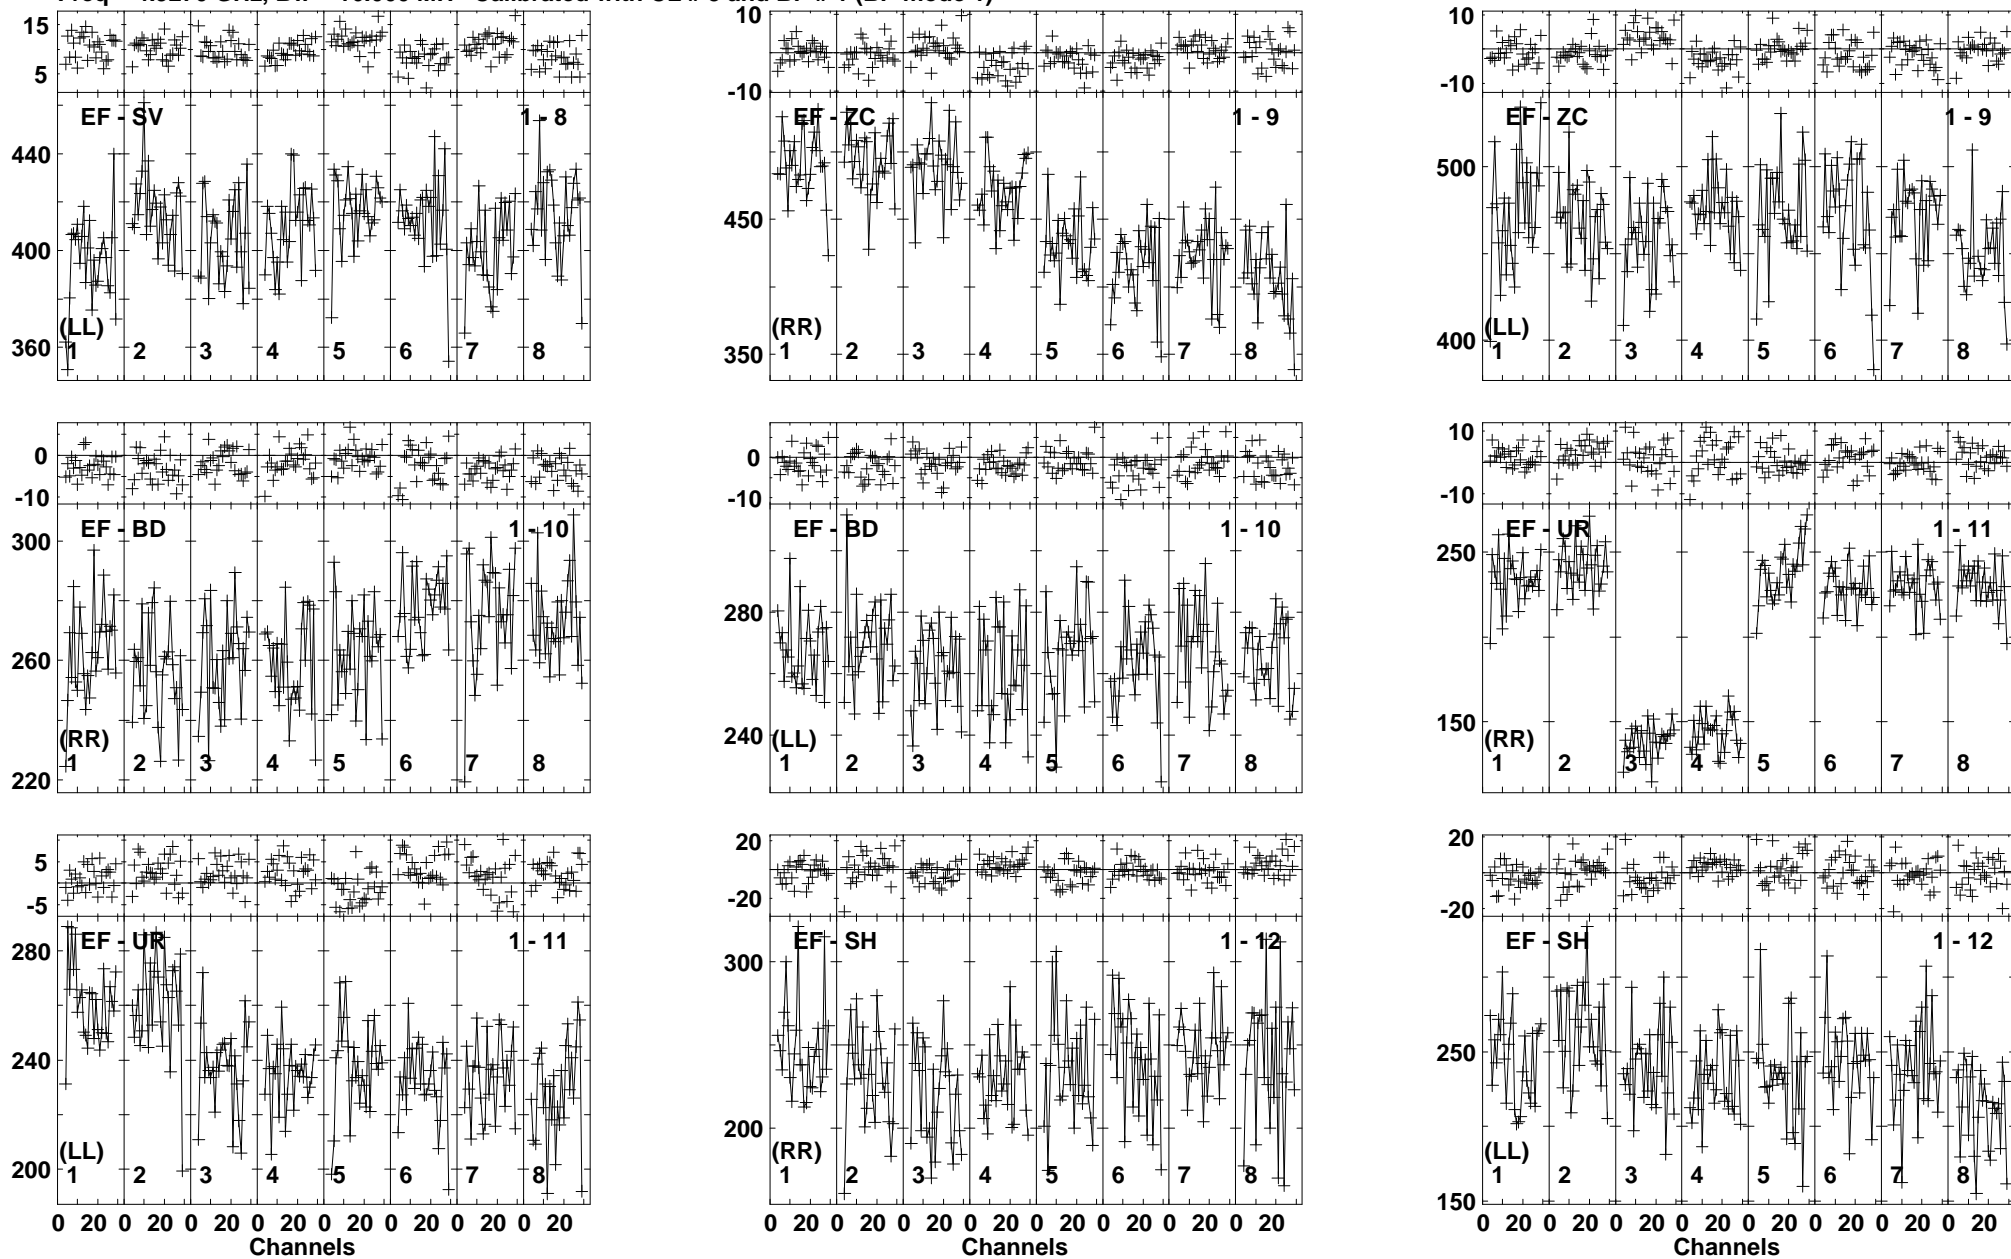 15
5
EF - SV 1 - 8
440
400
360
(LL)
1 2 3 4 5 6 7 8
10
-10
EF - ZC 1 - 9
450
350
(RR)
1 2 3 4 5 6 7 8
10
-10
EF - ZC 1 - 9
500
400
(LL)
1 2 3 4 5 6 7 8
0
-10
EF - BD 1 - 10
300
260
220
(RR)
1 2 3 4 5 6 7 8
0
-10
EF - BD 1 - 10
280
240
(LL)
1 2 3 4 5 6 7 8
10
-10
EF - UR 1 - 11
250
150
(RR)
1 2 3 4 5 6 7 8
5
-5
EF - UR 1 - 11
280
240
200
(LL)
1 2 3 4 5 6 7 8
0 20 0 20 0 20 0 20 0 20 0 20 0 20 0 20
Channels
20
-20
EF - SH 1 - 12
300
200
(RR)
1 2 3 4 5 6 7 8
0 20 0 20 0 20 0 20 0 20 0 20 0 20 0 20
Channels
20
-20
EF - SH 1 - 12
250
150
(LL)
1 2 3 4 5 6 7 8
0 20 0 20 0 20 0 20 0 20 0 20 0 20 0 20
Channels